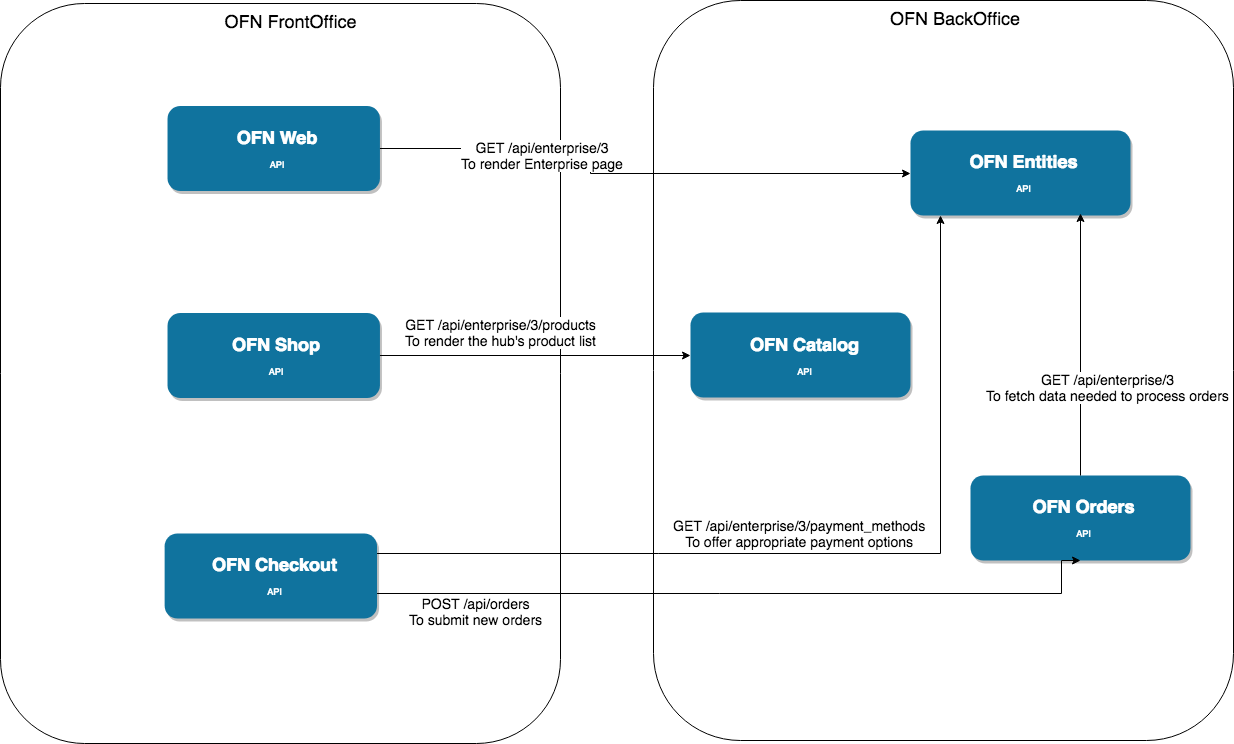 OFN FrontOffice
OFN BackOffice
OFN Web
API
GET /api/enterprise/3
To render Enterprise page
OFN Entities
API
OFN Shop
API
GET /api/enterprise/3/products
To render the hub's product list
OFN Catalog
API
GET /api/enterprise/3
To fetch data needed to process orders
OFN Orders
API
OFN Checkout
API
GET /api/enterprise/3/payment_methods
To offer appropriate payment options
POST /api/orders
To submit new orders